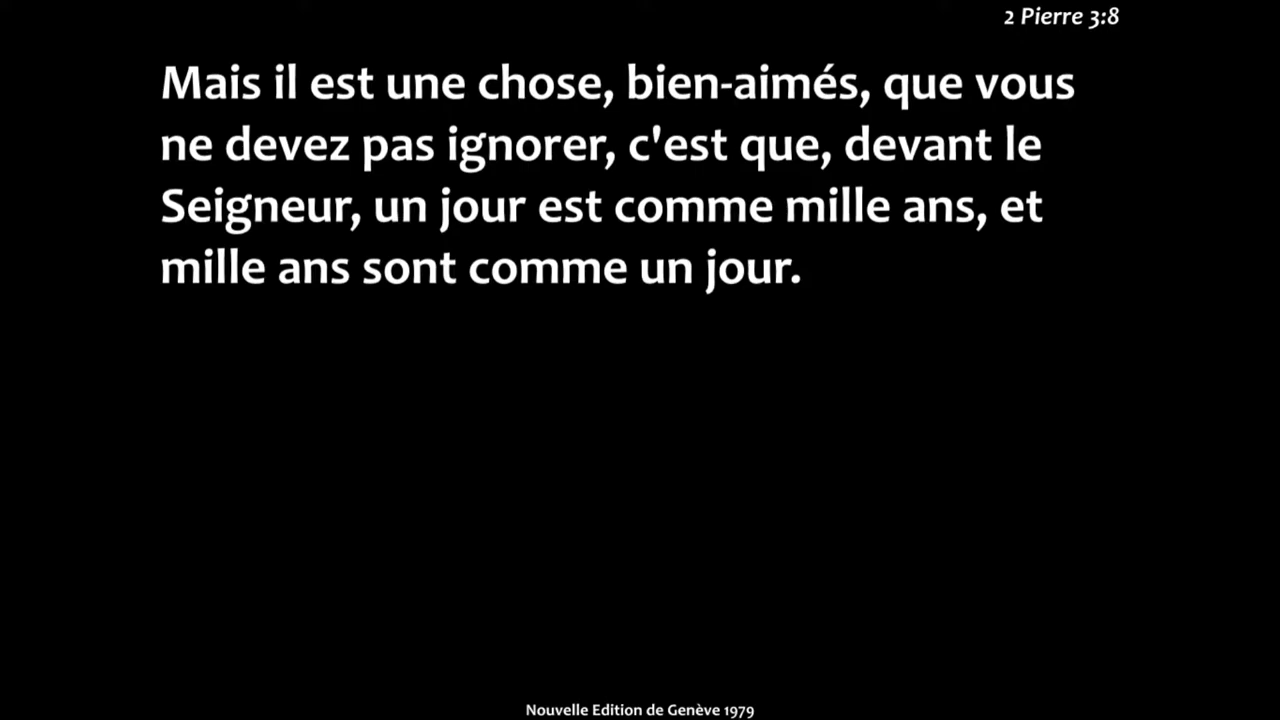 2 Pierre 3:8
Mais il est une chose, bien-aimés, que vous
ne devez pas ignorer, c'est que, devant le
Seigneur, un jour est comme mille ans, et
mille ans sont comme un jour.
Nouvelle Edition de Genève 1979